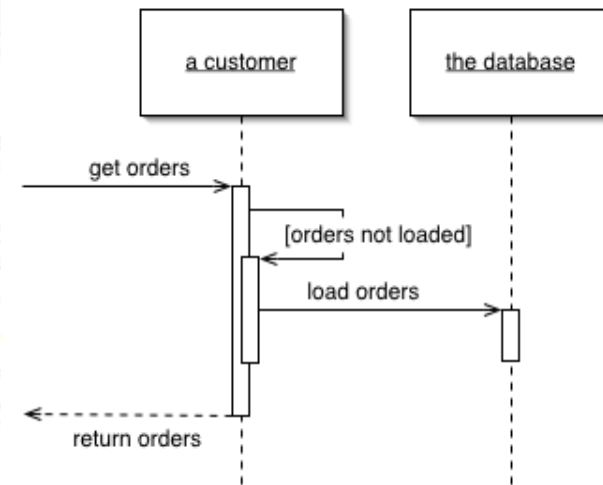 a customer
the database
get orders
[orders not loaded]
load orders
return orders